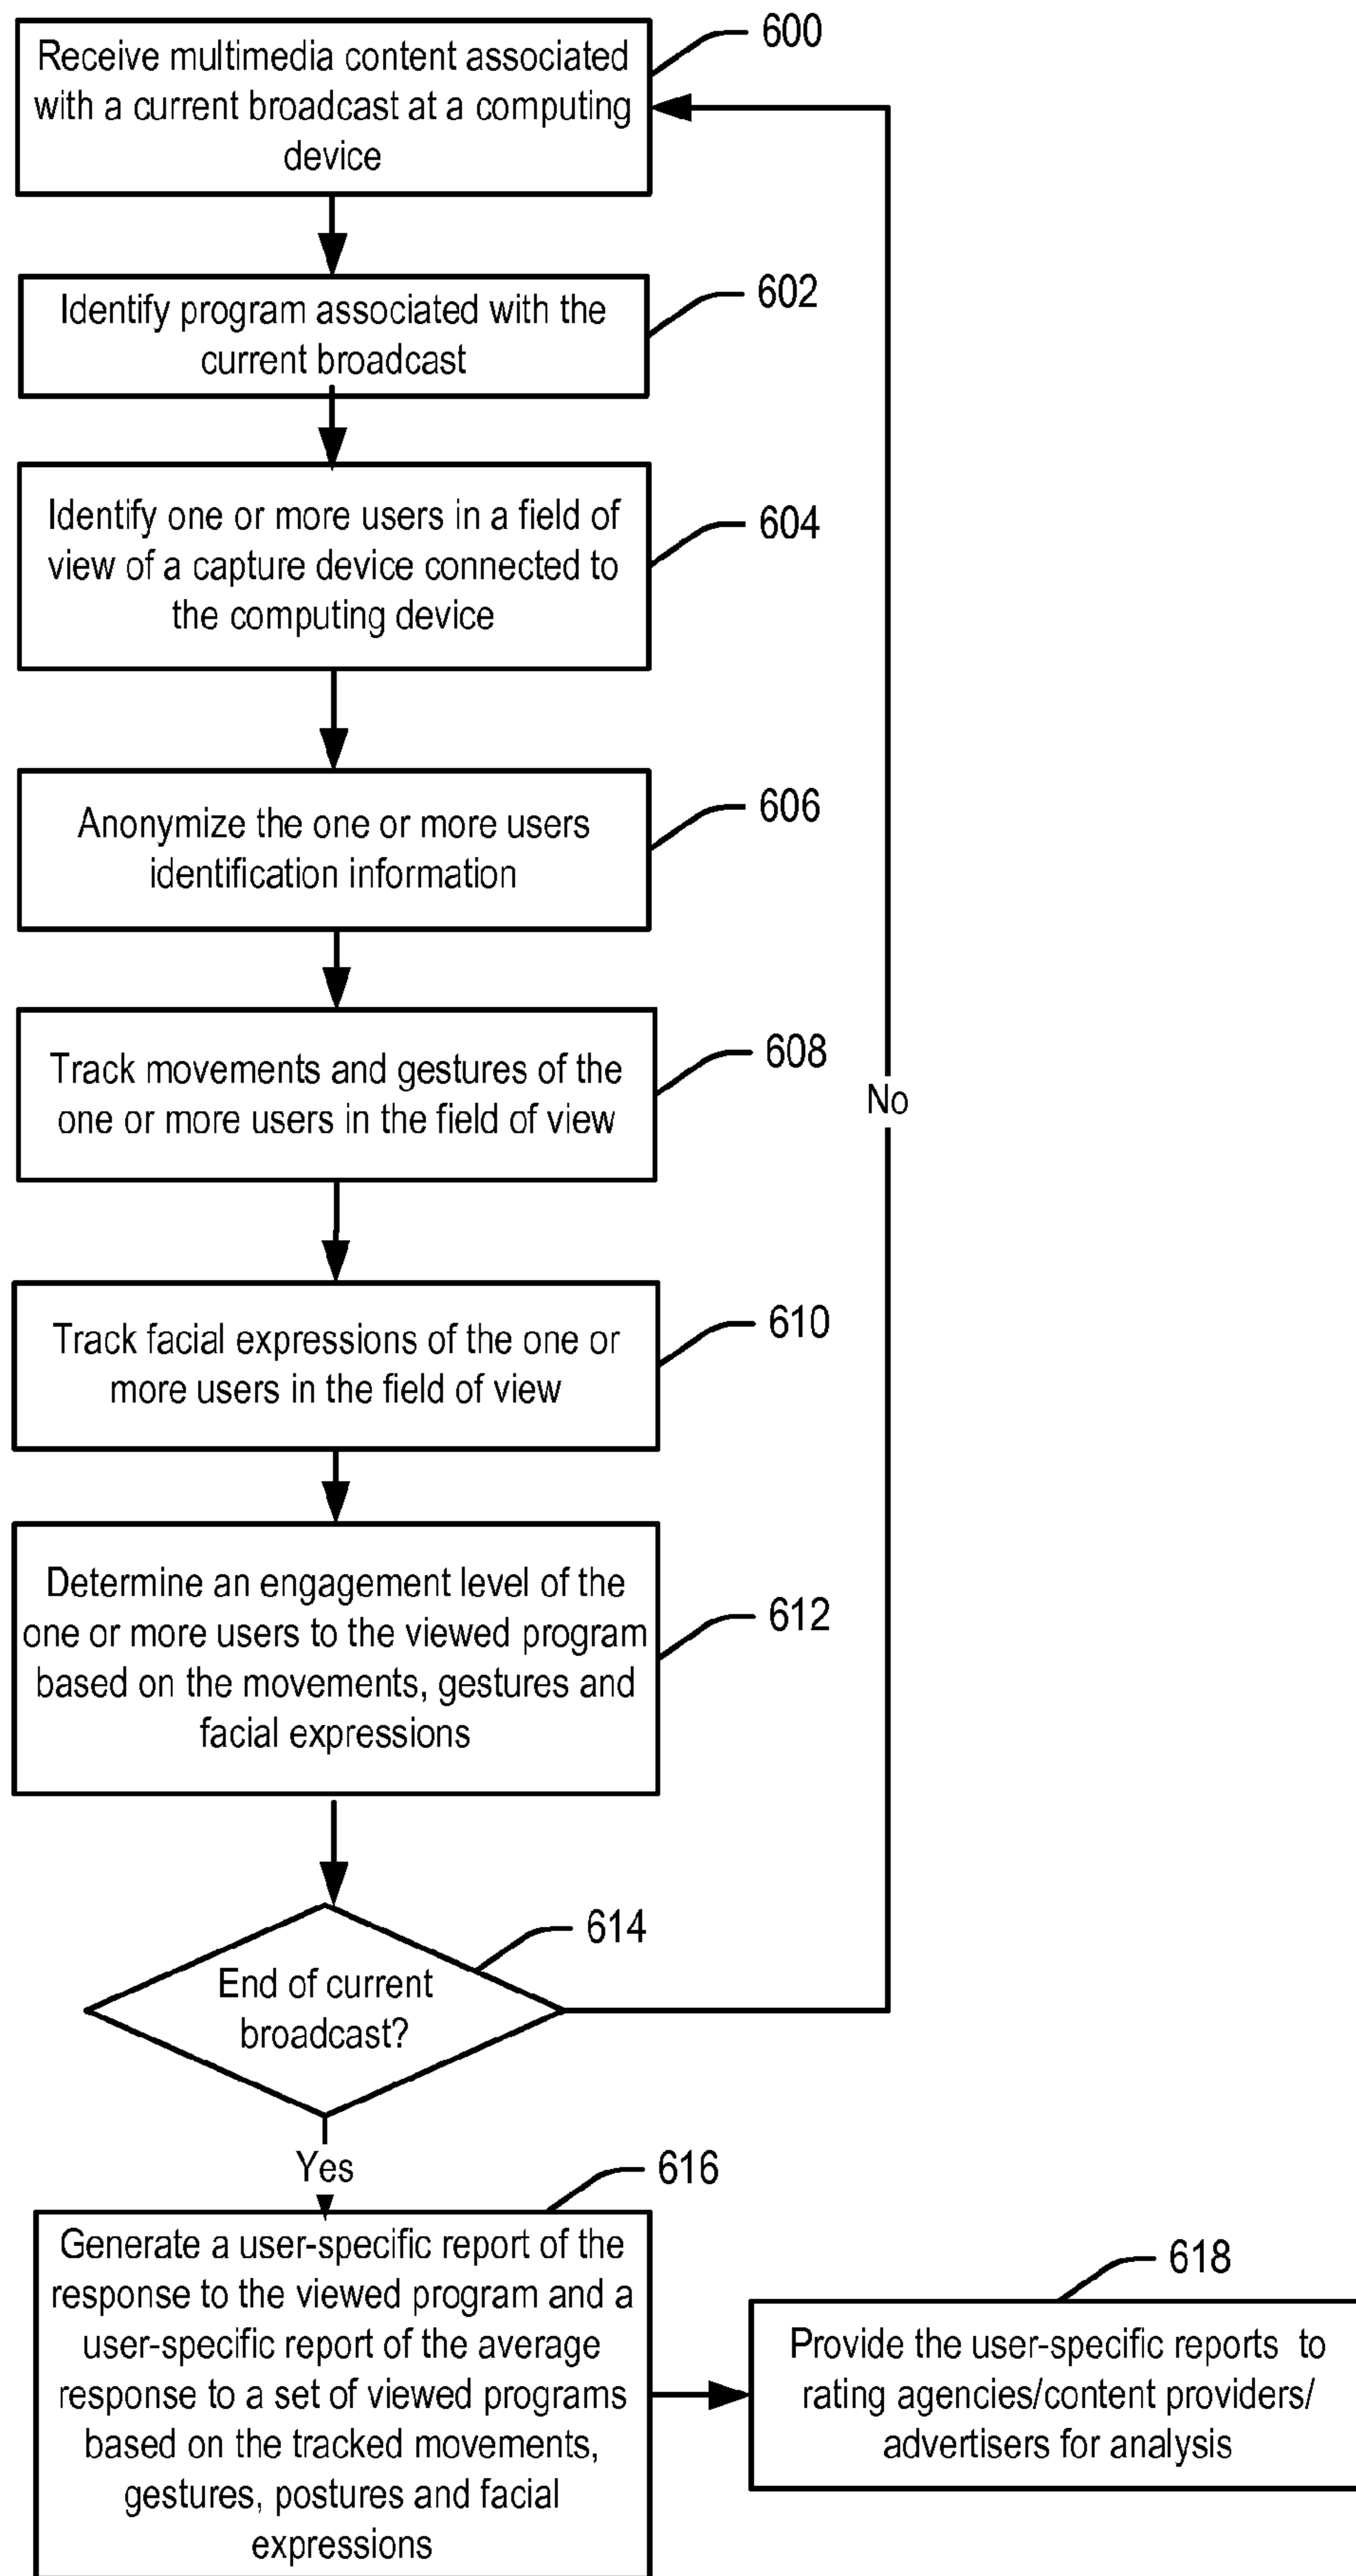 Receive multimedia content associated
with a current broadcast at a computing
device
600
Identify program associated with the
current broadcast
602
Identify one or more users in a field of
view of a capture device connected to
the computing device
604
Anonymize the one or more users
identification information
606
Track movements and gestures of the
one or more users in the field of view
608
No
Track facial expressions of the one or
more users in the field of view
610
Determine an engagement level of the
one or more users to the viewed program
based on the movements, gestures and
facial expressions
612
End of current
broadcast?
614
Yes
Generate a user-specific report of the
response to the viewed program and a
user-specific report of the average
response to a set of viewed programs
based on the tracked movements,
gestures, postures and facial
expressions
616
Provide the user-specific reports to
rating agencies/content providers/
advertisers for analysis
618